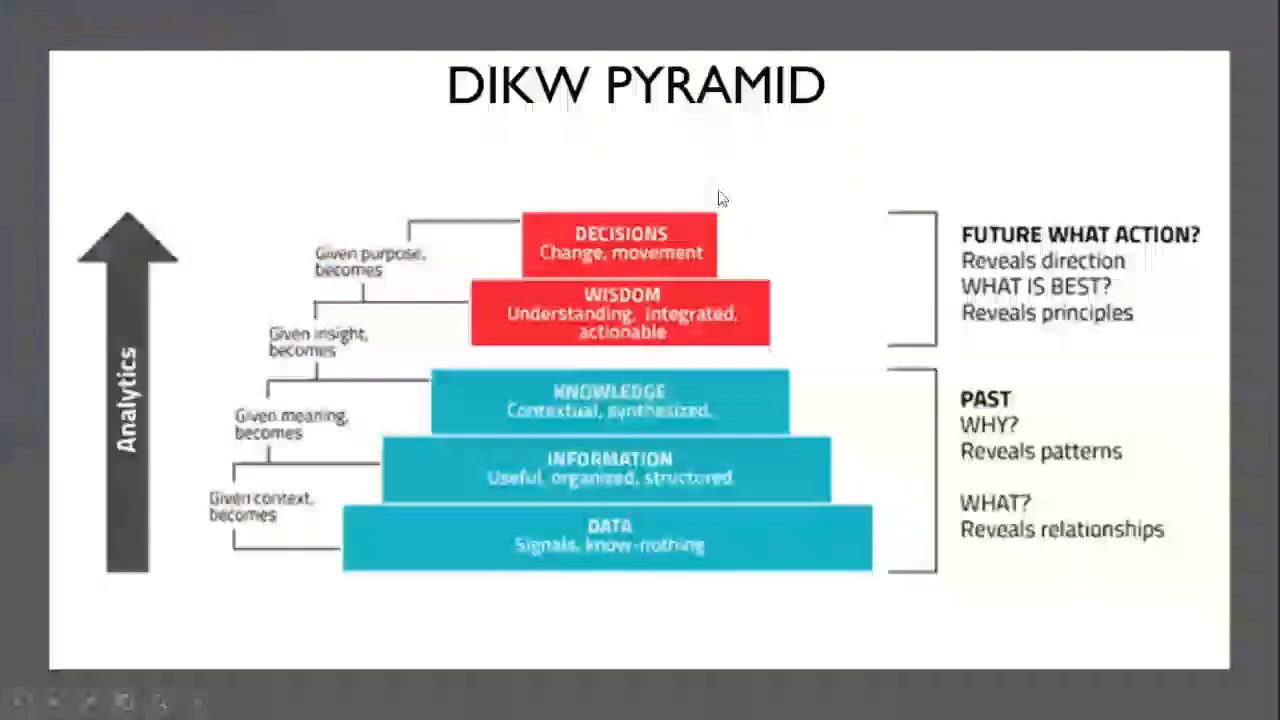 DIKW PYRAMID
Analytics
Given purpose,
becomes
Given insight,
becomes
Given meaning,
becomes
Given context,
becomes
DECISIONS
Change, movement
WISDOM
Understanding, integrated,
actionable
KNOWLEDGE
Contextual, synthesized,
INFORMATION
Useful, organized, structured
DATA
Signals, know-nothing
FUTURE WHAT ACTION?
Reveals direction
WHAT IS BEST?
Reveals principles
PAST
WHY?
Reveals patterns
WHAT?
Reveals relationships